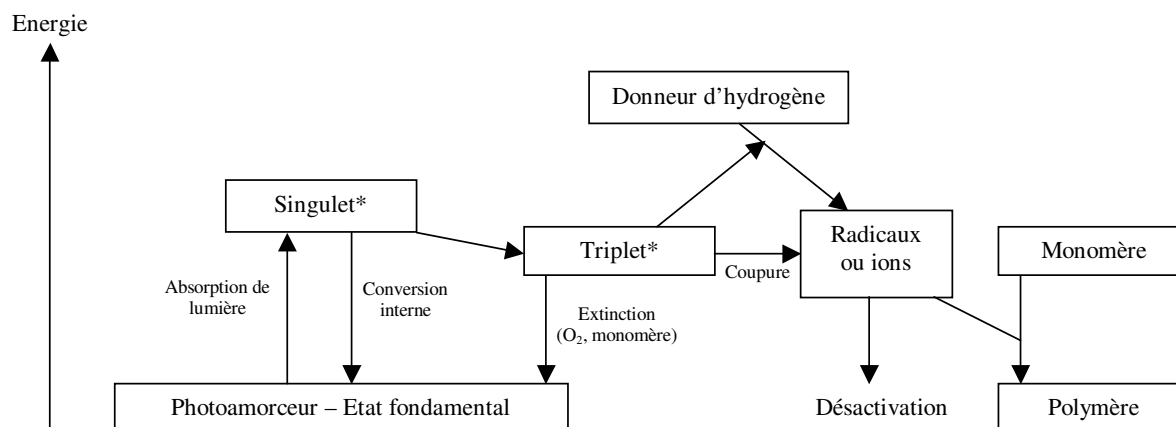 Energie
Donneur d'hydrogène
Singulet*
Triplet*
Radicaux
ou ions
Monomère
Coupure
Absorption de
lumière
Conversion
interne
Extinction
(O₂, monomère)
Photoamorceur – Etat fondamental
Désactivation
Polymère